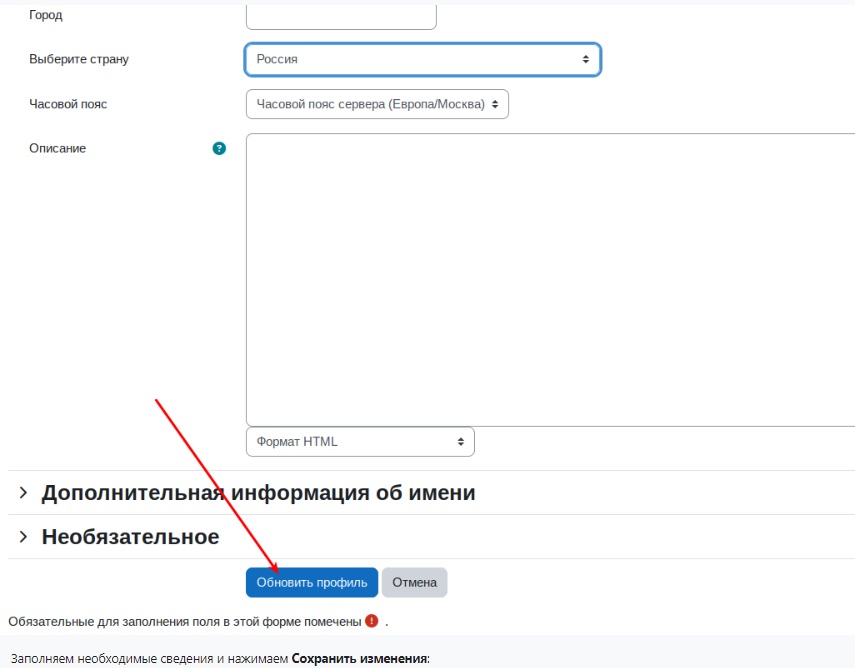 Город
Выберите страну
Россия
Часовой пояс
Часовой пояс сервера (Европа/Москва)
Описание
?
Формат HTML
Дополнительная информация об имени
Необязательное
Обновить профиль
Отмена
Обязательные для заполнения поля в этой форме помечены ! .
Заполняем необходимые сведения и нажимаем Сохранить изменения: